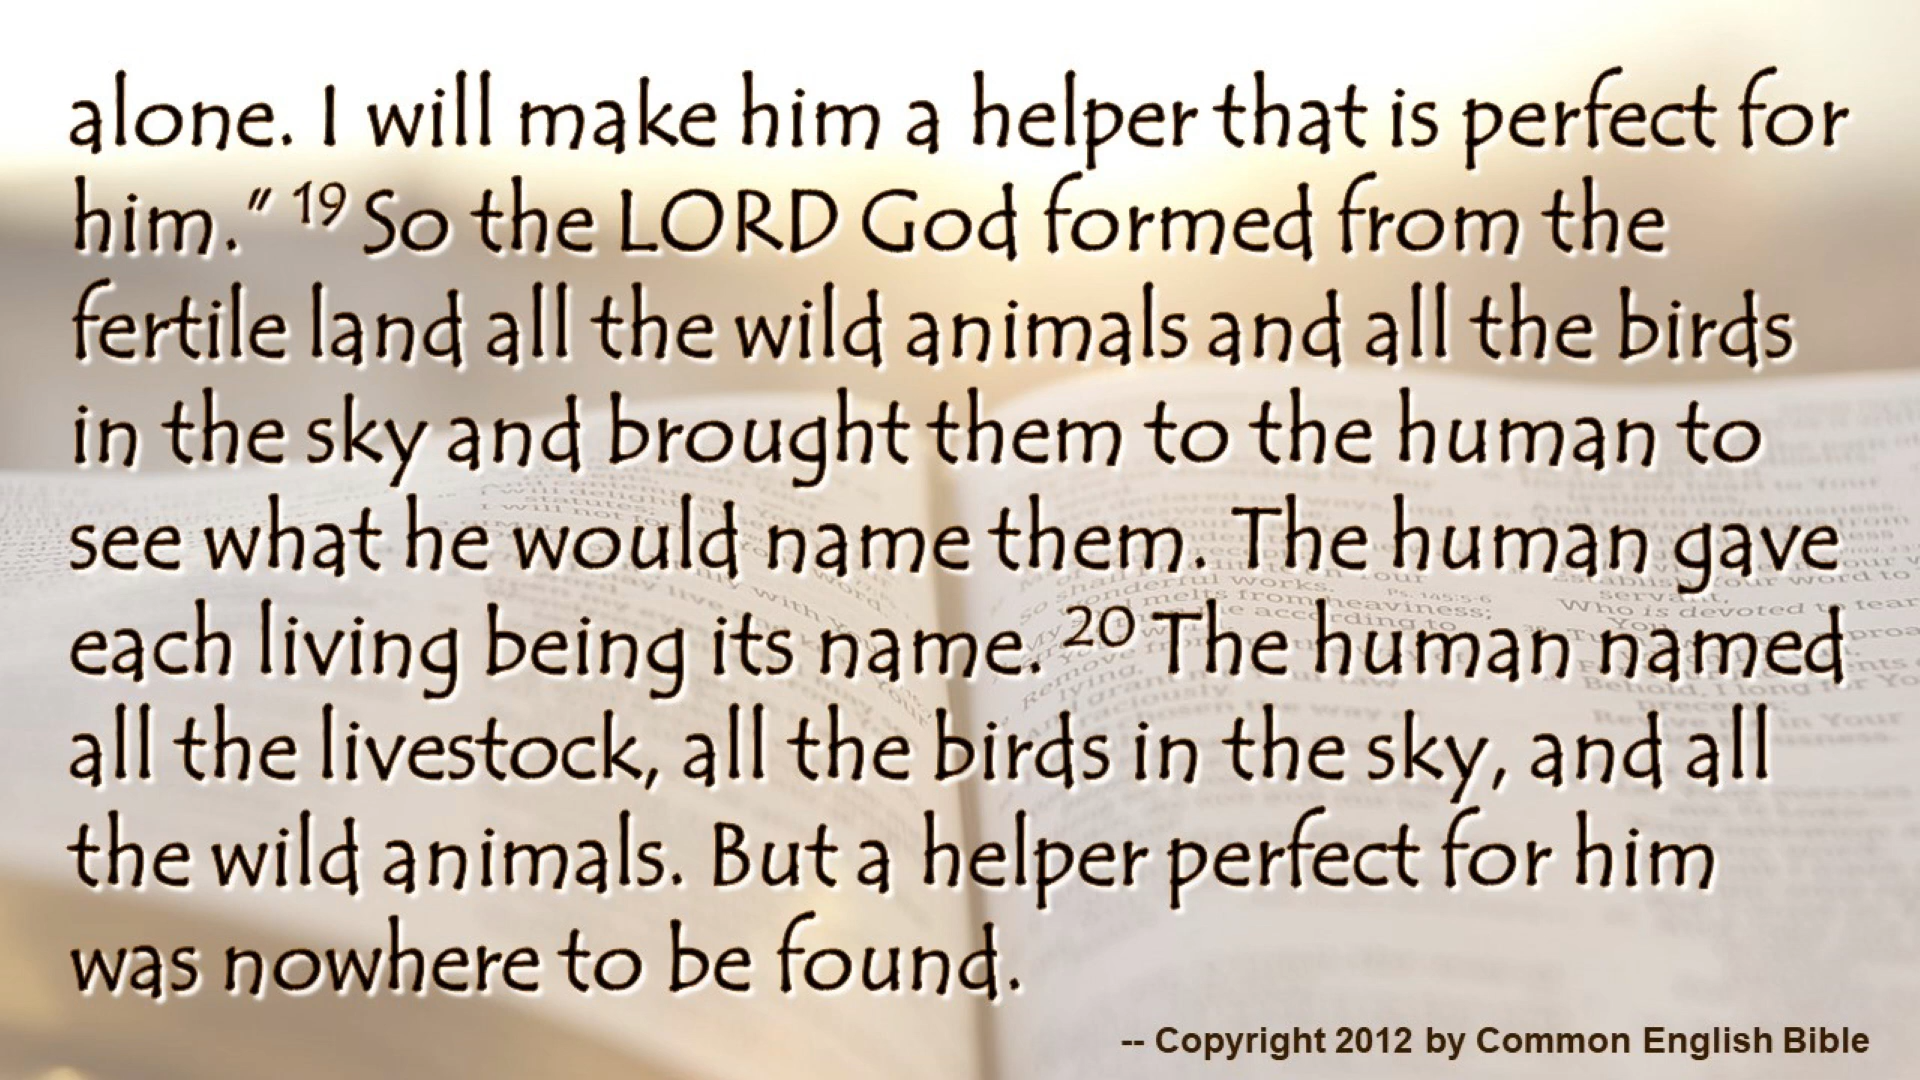 alone. I will make him a helper that is perfect for
him." 19 So the LORD God formed from the
fertile land all the wild animals and all the birds
in the sky and brought them to the human to
see what he would name them. The human gave
each living being its name. 20 The human named
all the livestock, all the birds in the sky, and all
the wild animals. But a helper perfect for him
was nowhere to be found.
-- Copyright 2012 by Common English Bible